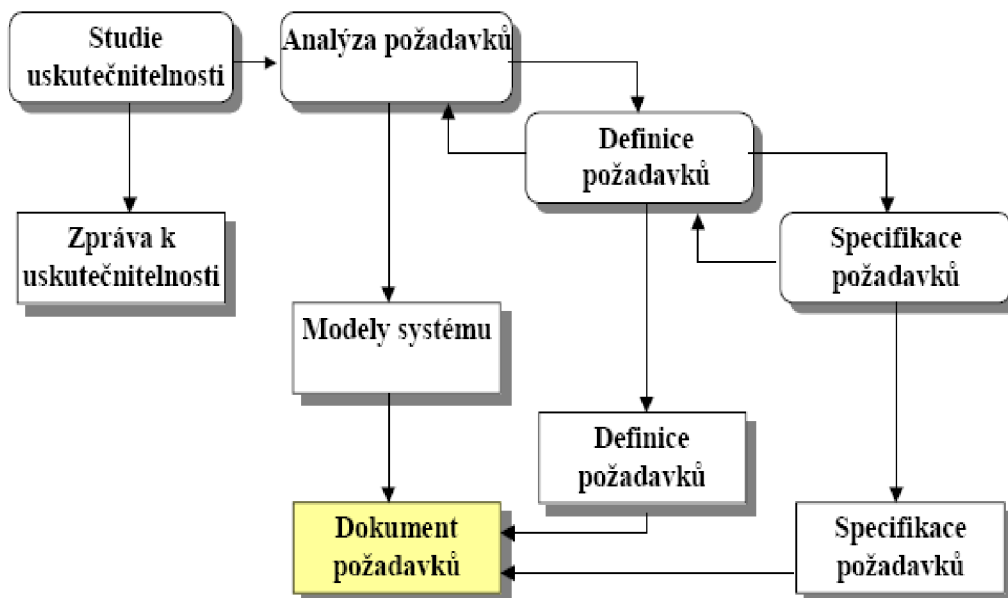 Studie
uskutečnitelnosti
Analýza požadavků
Definice
požadavků
Zpráva k
uskutečnitelnosti
Specifikace
požadavků
Modely systému
Definice
požadavků
Dokument
požadavků
Specifikace
požadavků